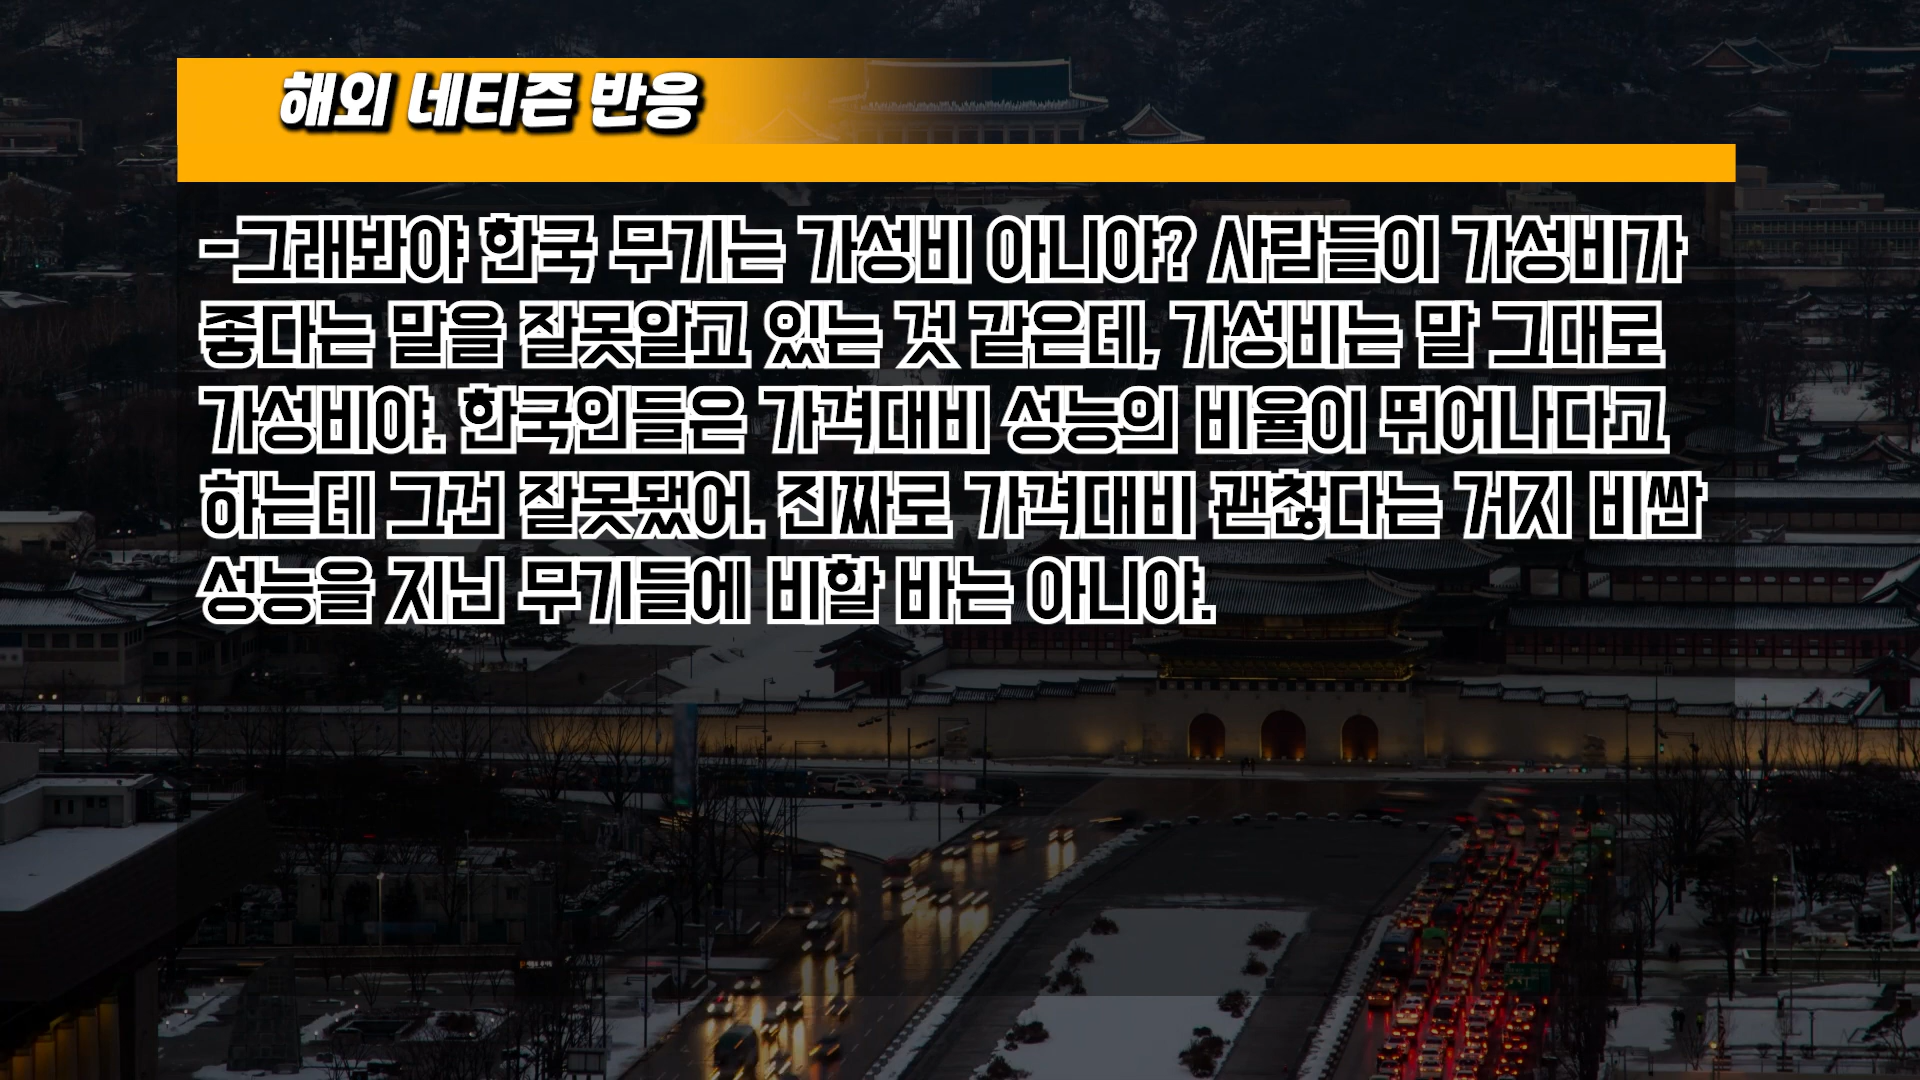 해외 네티즌 반응
-그래봐야 한국 무기는 가성비 아니야? 사람들이 가성비가
좋다는 말을 잘못알고 있는 것 같은데, 가성비는 말 그대로
가성비야. 한국인들은 가격대비 성능의 비율이 뛰어나다고
하는데 그건 잘못됐어. 진짜로 가격대비 괜찮다는 거지 비싼
성능을 지닌 무기들에 비할 바는 아니야.